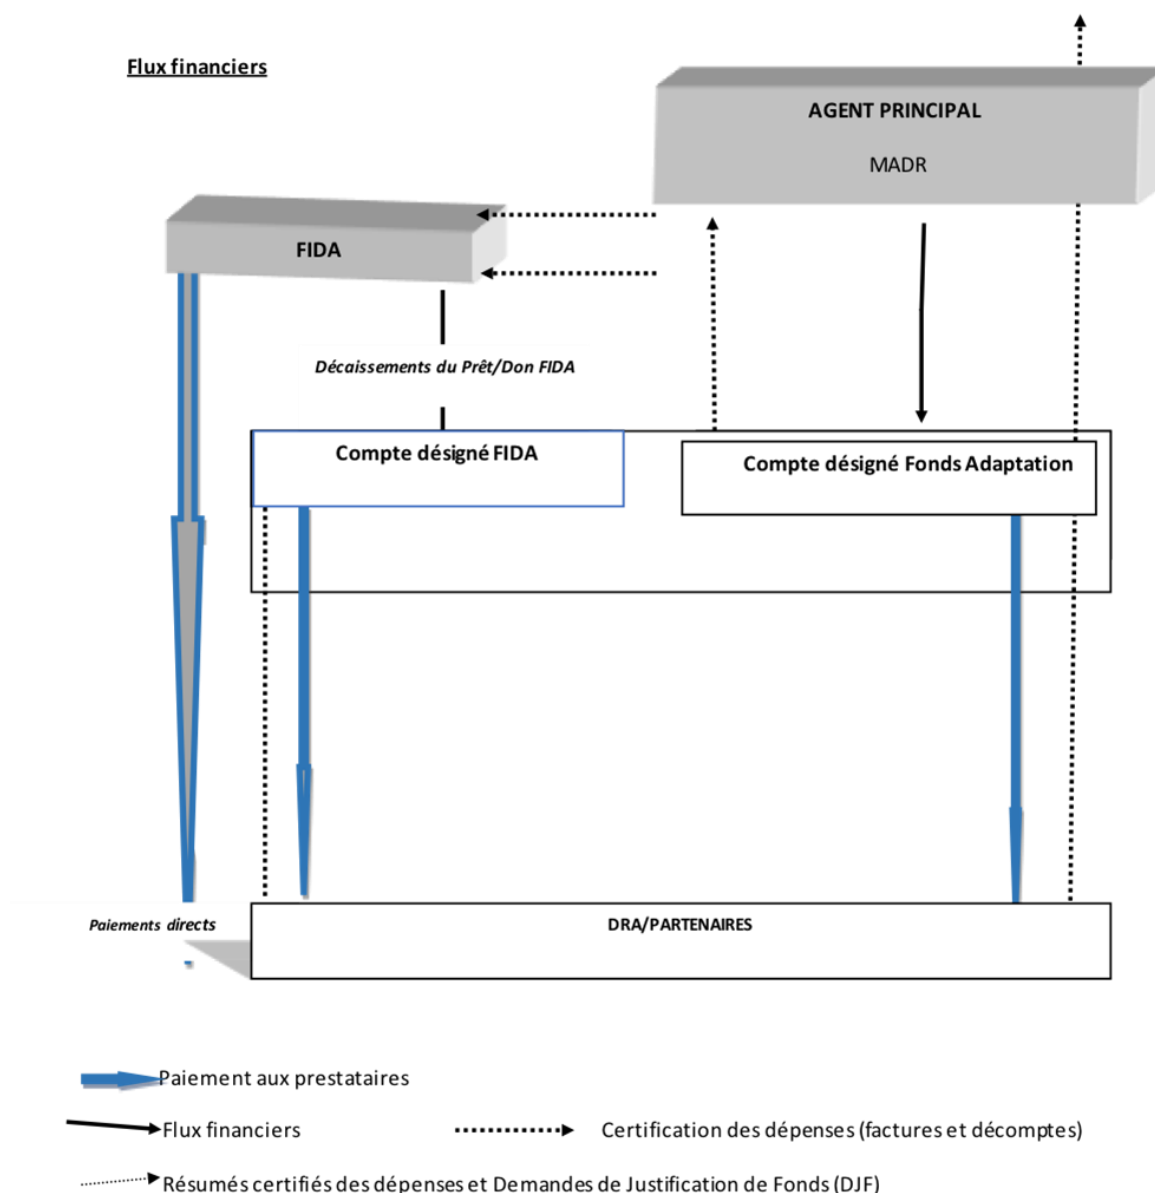 Flux financiers
AGENT PRINCIPAL
MADR
FIDA
Décaissements du Prêt/Don FIDA
Compte désigné FIDA
Compte désigné Fonds Adaptation
Paiements directs
DRA/PARTENAIRES
Paiement aux prestataires
Flux financiers
Certification des dépenses (factures et décomptes)
Résumés certifiés des dépenses et Demandes de Justification de Fonds (DJF)